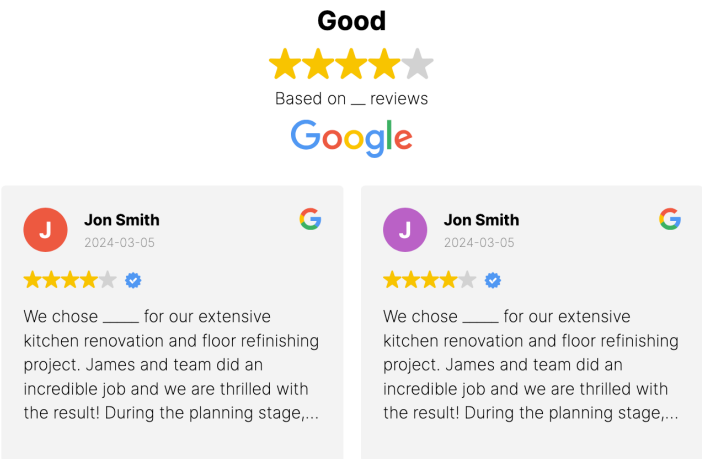 Good
Based on __ reviews
Google
J
Jon Smith
G
2024-03-05
We chose _____ for our extensive
kitchen renovation and floor refinishing
project. James and team did an
incredible job and we are thrilled with
the result! During the planning stage,...
J
Jon Smith
G
2024-03-05
We chose _____ for our extensive
kitchen renovation and floor refinishing
project. James and team did an
incredible job and we are thrilled with
the result! During the planning stage,...